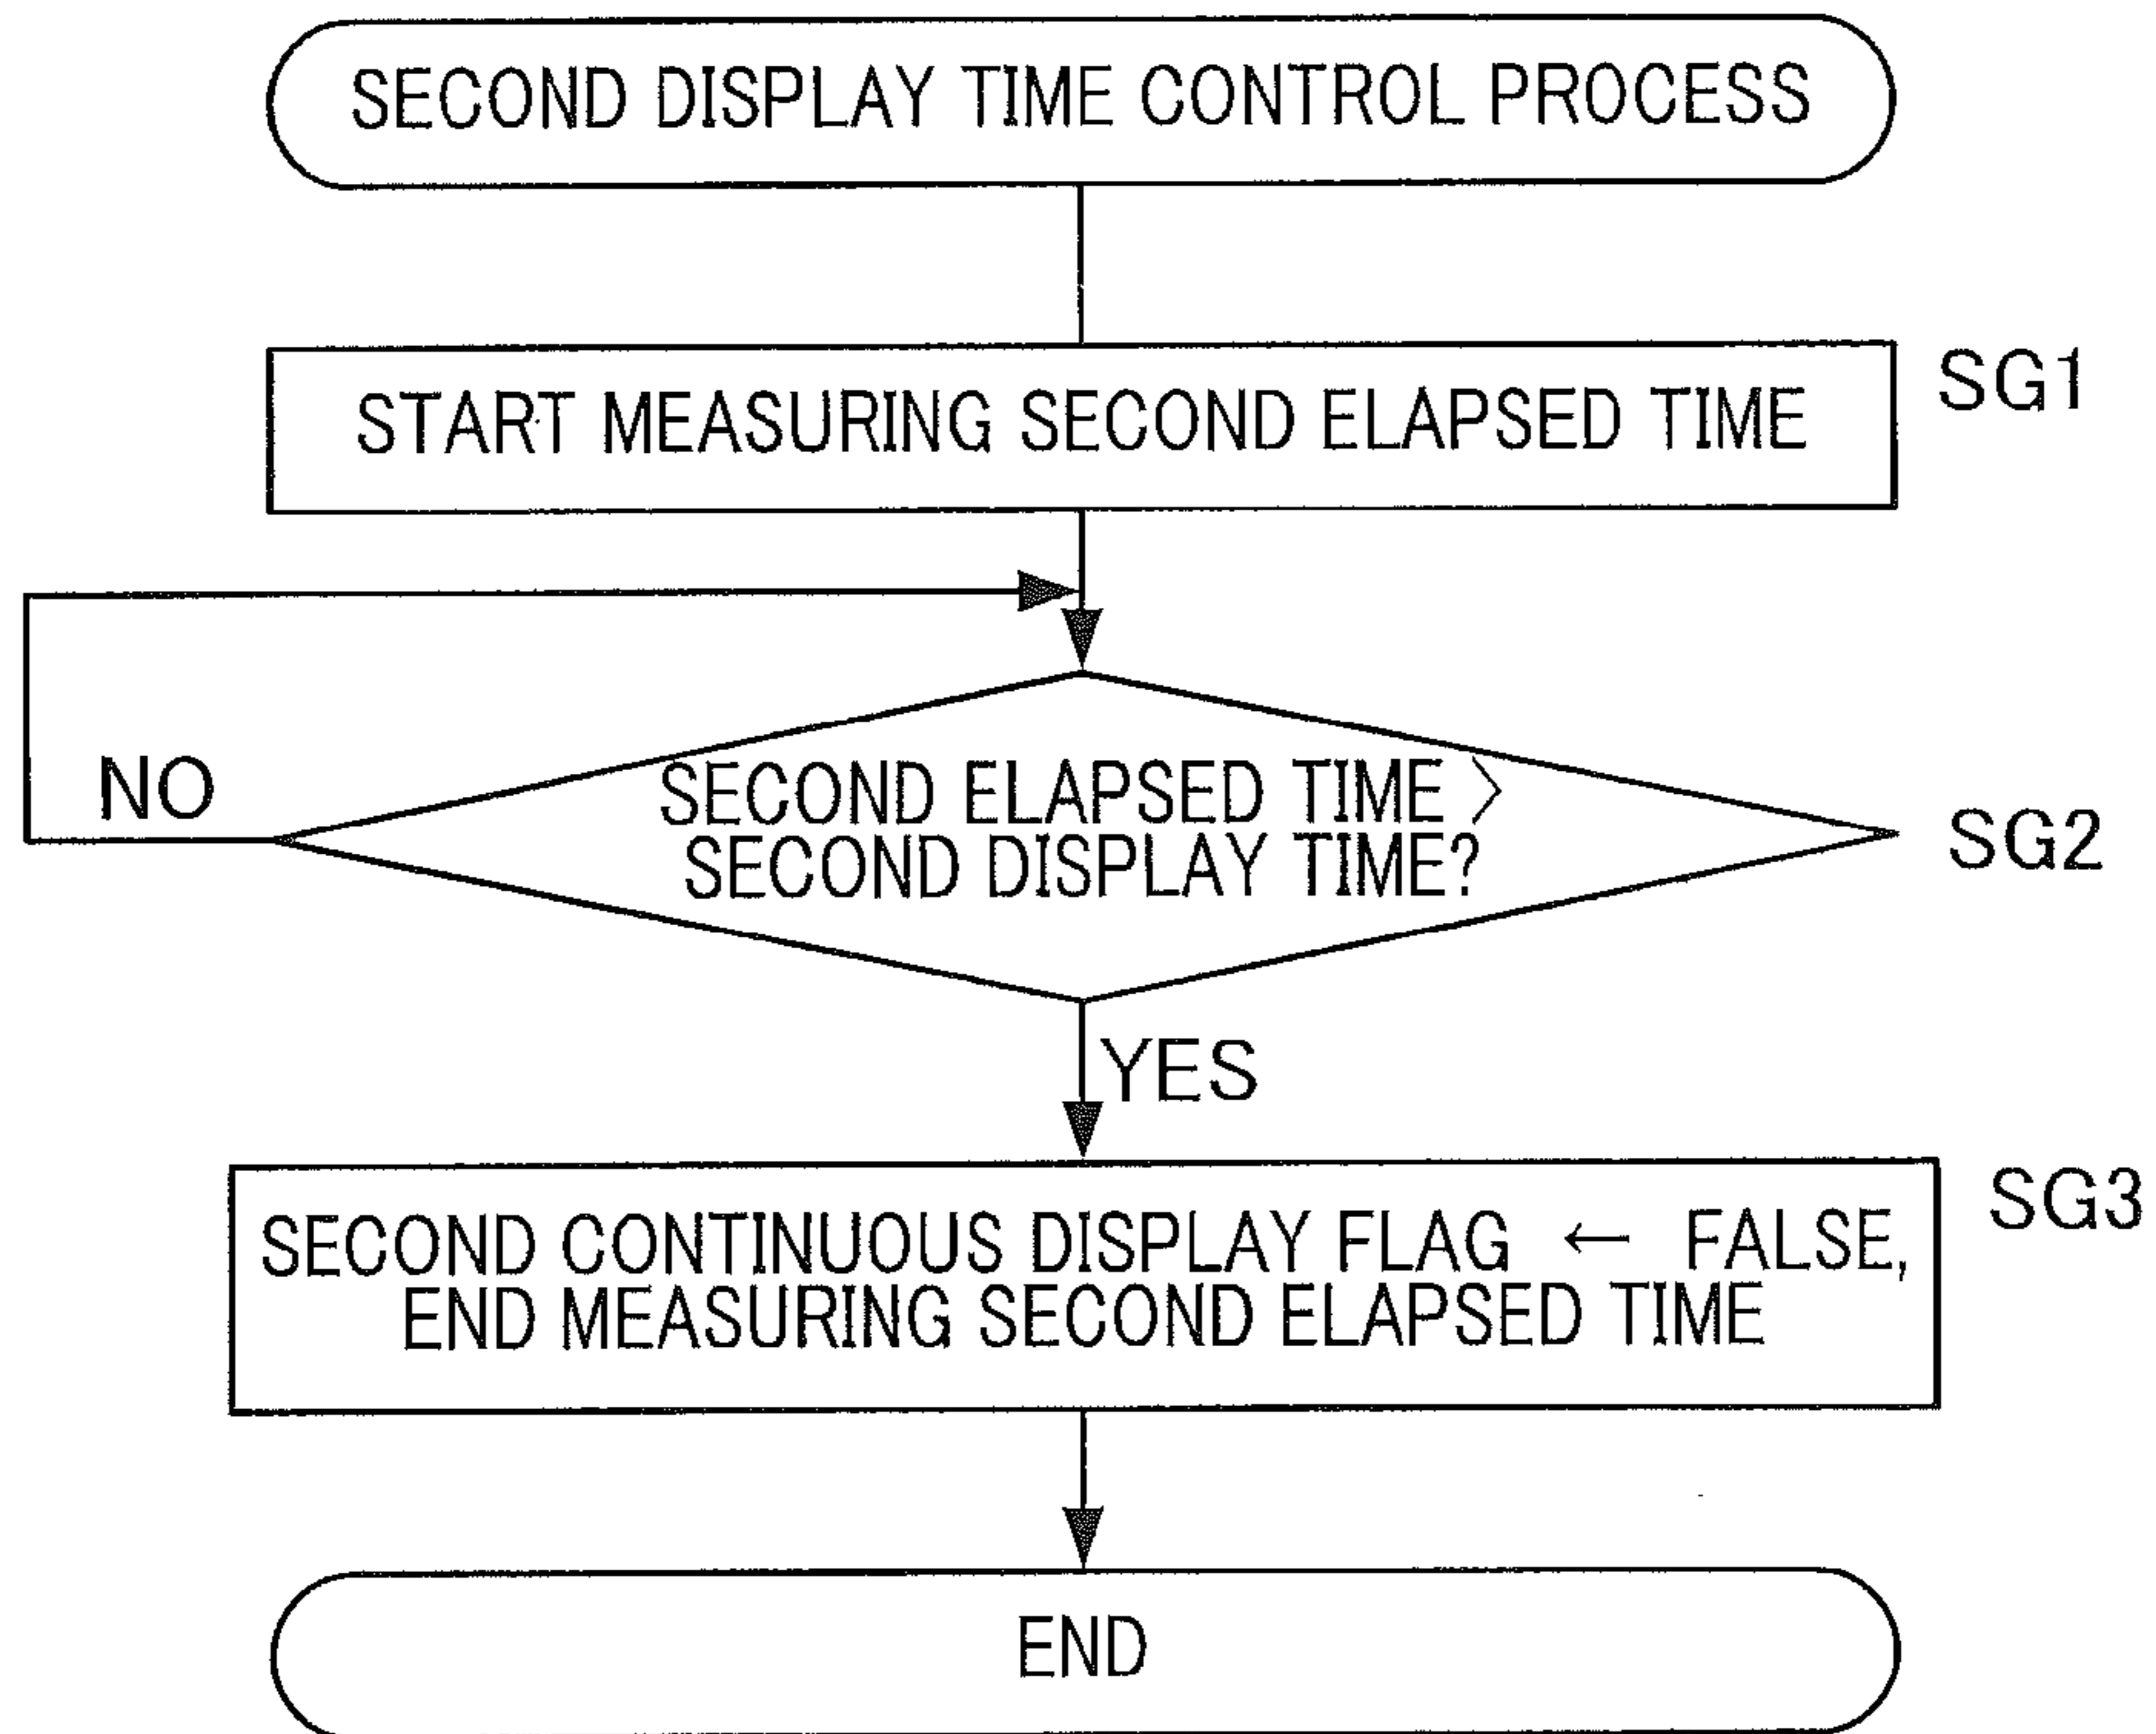 SECOND DISPLAY TIME CONTROL PROCESS
START MEASURING SECOND ELAPSED TIME
SG1
NO
SECOND ELAPSED TIME >
SECOND DISPLAY TIME?
SG2
YES
SECOND CONTINUOUS DISPLAY FLAG ← FALSE,
END MEASURING SECOND ELAPSED TIME
SG3
END